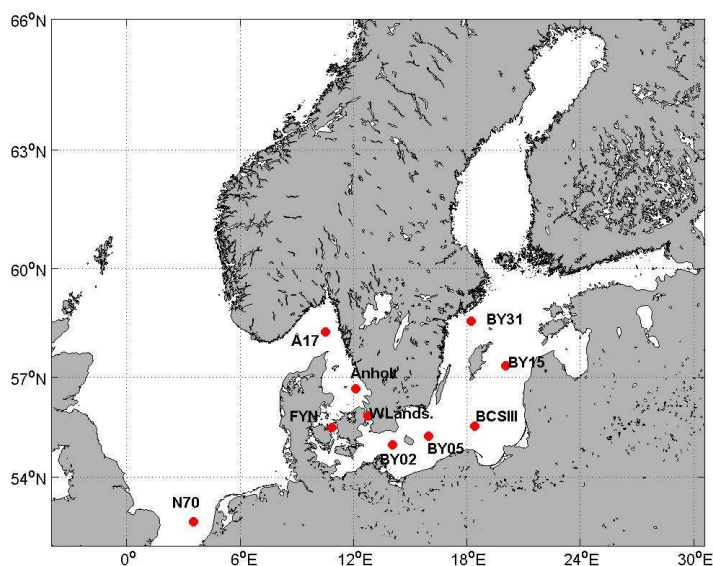 66°N
63°N
60°N
BY31
A17
BY15
57°N
Anholt
FYN
WLands.
BCSIII
BY05
BY02
54°N
N70
0°
6°E
12°E
18°E
24°E
30°E